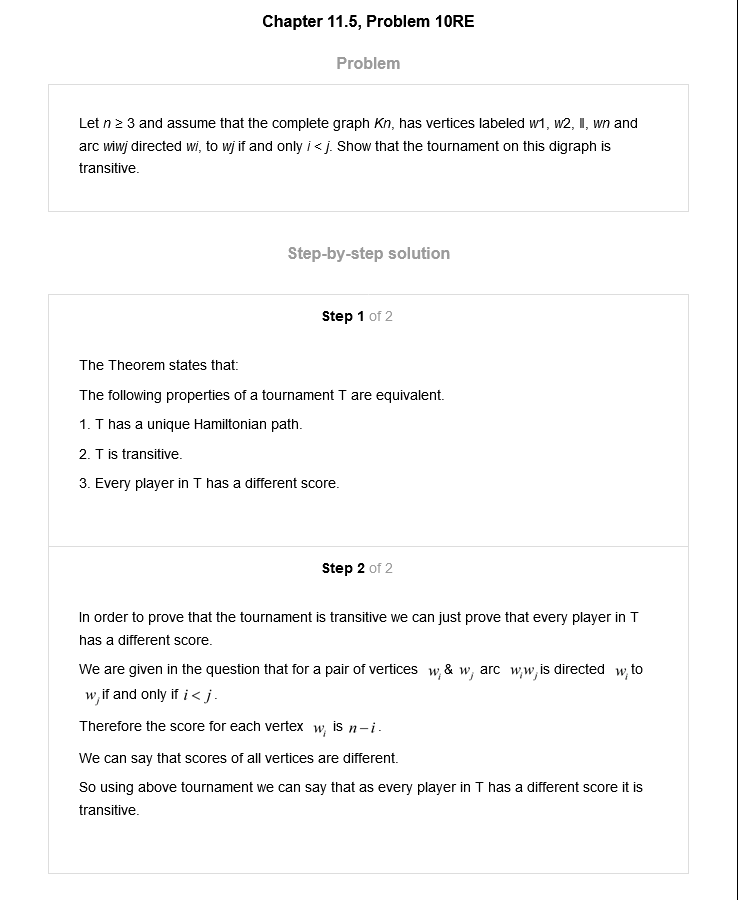 Chapter 11.5, Problem 10RE
Problem
Let n ≥ 3 and assume that the complete graph Kn, has vertices labeled w1, w2, ‖, wn and
arc wiwj directed wi, to wj if and only i < j. Show that the tournament on this digraph is
transitive.
Step-by-step solution
Step 1 of 2
The Theorem states that:
The following properties of a tournament T are equivalent.
1. T has a unique Hamiltonian path.
2. T is transitive.
3. Every player in T has a different score.
Step 2 of 2
In order to prove that the tournament is transitive we can just prove that every player in T
has a different score.
We are given in the question that for a pair of vertices w_i & w_j arc w_iw_j is directed w_i to
w_j if and only if i < j.
Therefore the score for each vertex w_i is n−i.
We can say that scores of all vertices are different.
So using above tournament we can say that as every player in T has a different score it is
transitive.